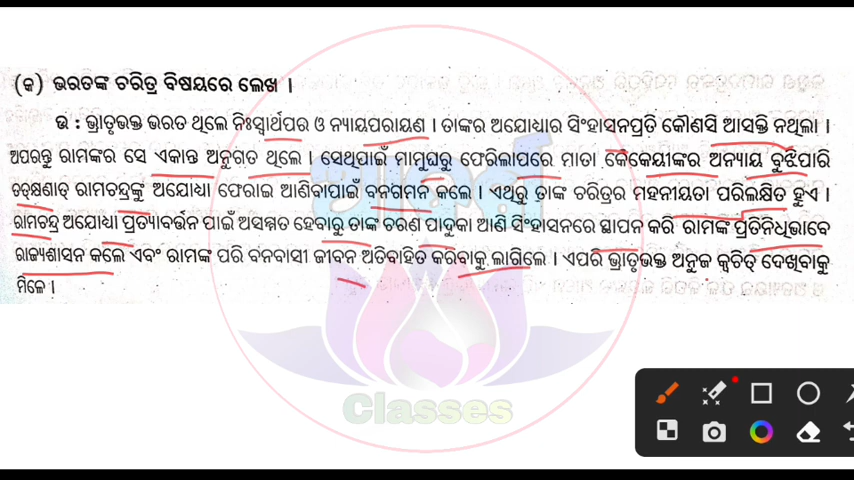 (କ) ଭରତଙ୍କ ଚରିତ୍ର ବିଷୟରେ ଲେଖ ।
ଉ : ଭ୍ରାତୃଭକ୍ତ ଭରତ ଥିଲେ ନିଃସ୍ୱାର୍ଥପର ଓ ନ୍ୟାୟପରାୟଣ । ତାଙ୍କର ଅଯୋଧ୍ୟାର ସିଂହାସନପ୍ରତି କୌଣସି ଆସକ୍ତି ନଥିଲା ।
ଅପରନ୍ତୁ ରାମଙ୍କର ସେ ଏକାନ୍ତ ଅନୁଗତ ଥିଲେ । ସେଥିପାଇଁ ମାମୁଘରୁ ଫେରିଲାପରେ ମାତା କୈକେୟୀଙ୍କର ଅନ୍ୟାୟ ବୁଝିପାରି
ତତ୍‌କ୍ଷଣାତ୍ ରାମଚନ୍ଦ୍ରଙ୍କୁ ଅଯୋଧ୍ୟା ଫେରାଇ ଆଣିବାପାଇଁ ବନଗମନ କଲେ । ଏଥିରୁ ତାଙ୍କ ଚରିତ୍ରର ମହନୀୟତା ପରିଲକ୍ଷିତ ହୁଏ ।
ରାମଚନ୍ଦ୍ର ଅଯୋଧ୍ୟା ପ୍ରତ୍ୟାବର୍ତ୍ତନ ପାଇଁ ଅସମ୍ମତ ହେବାରୁ ତାଙ୍କ ଚରଣ ପାଦୁକା ଆଣି ସିଂହାସନରେ ସ୍ଥାପନ କରି ରାମଙ୍କ ପ୍ରତିନିଧିଭାବେ
ରାଜ୍ୟଶାସନ କଲେ ଏବଂ ରାମଙ୍କ ପରି ବନବାସୀ ଜୀବନ ଅତିବାହିତ କରିବାକୁ ଲାଗିଲେ । ଏପରି ଭ୍ରାତୃଭକ୍ତ ଅନୁଜ କ୍ୱଚିତ୍ ଦେଖିବାକୁ
ମିଳେ ।
Classes